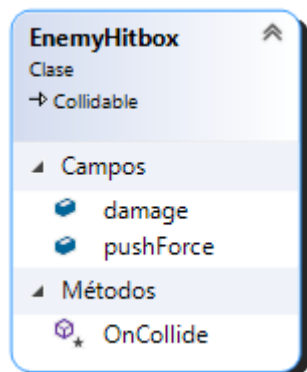 EnemyHitbox
Clase
Collidable
Campos
damage
pushForce
Métodos
OnCollide